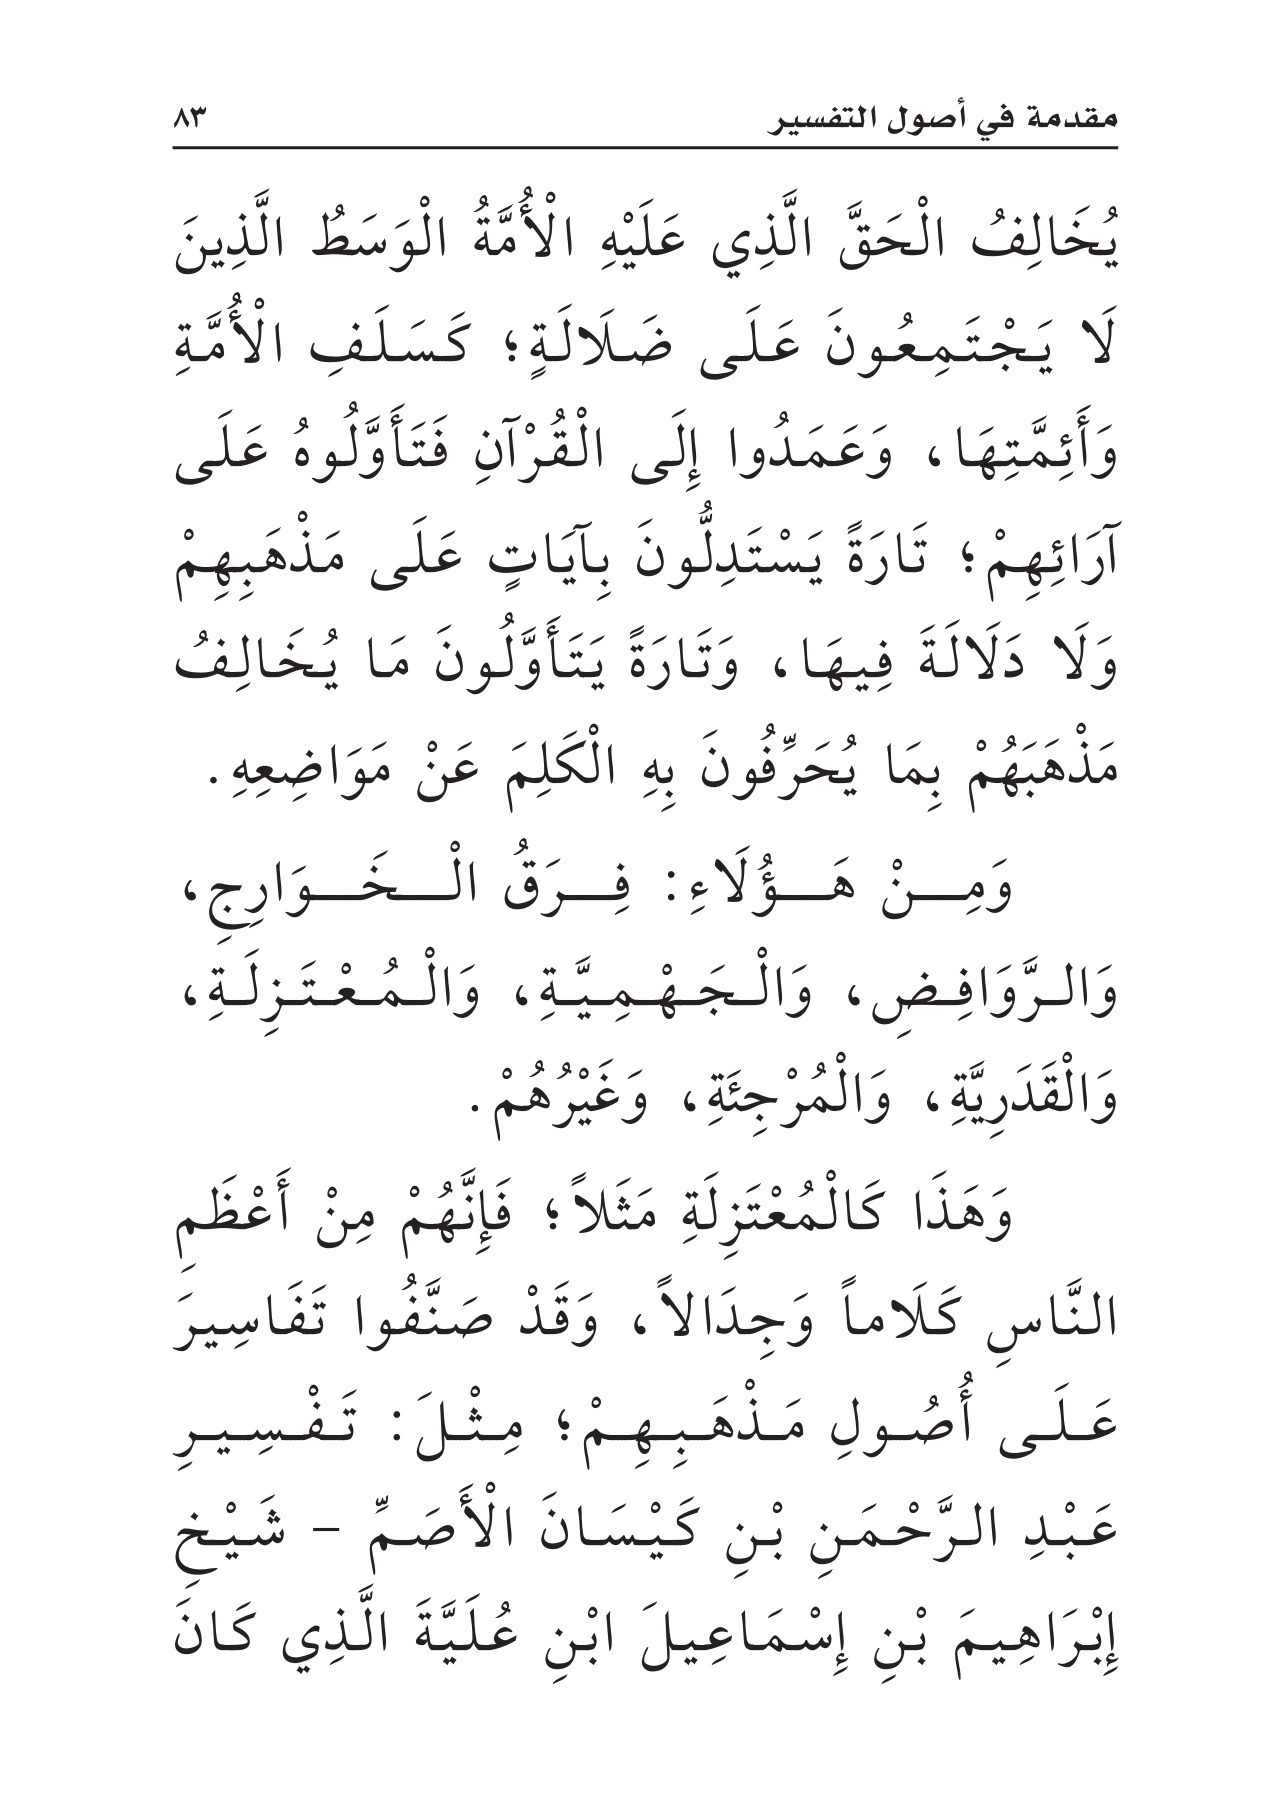 مقدمة في أصول التفسير ٨٣
يُخَالِفُ الْحَقَّ الَّذِي عَلَيْهِ الْأُمَّةُ الْوَسَطُ الَّذِينَ
لَا يَجْتَمِعُونَ عَلَى ضَلَالَةٍ؛ كَسَلَفِ الْأُمَّةِ
وَأَئِمَّتِهَا، وَعَمَدُوا إِلَى الْقُرْآنِ فَتَأَوَّلُوهُ عَلَى
آرَائِهِمْ؛ تَارَةً يَسْتَدِلُّونَ بِآيَاتٍ عَلَى مَذْهَبِهِمْ
وَلَا دَلَالَةَ فِيهَا، وَتَارَةً يَتَأَوَّلُونَ مَا يُخَالِفُ
مَذْهَبَهُمْ بِمَا يُحَرِّفُونَ بِهِ الْكَلِمَ عَنْ مَوَاضِعِهِ.
وَمِنْ هَؤُلَاءِ: فِرَقُ الْخَوَارِجِ،
وَالرَّوَافِضِ، وَالْجَهْمِيَّةِ، وَالْمُعْتَزِلَةِ،
وَالْقَدَرِيَّةِ، وَالْمُرْجِئَةِ، وَغَيْرُهُمْ.
وَهَذَا كَالْمُعْتَزِلَةِ مَثَلاً؛ فَإِنَّهُمْ مِنْ أَعْظَمِ
النَّاسِ كَلَاماً وَجِدَالاً، وَقَدْ صَنَّفُوا تَفَاسِيرَ
عَلَى أُصُولِ مَذْهَبِهِمْ؛ مِثْلَ: تَفْسِيرِ
عَبْدِ الرَّحْمَنِ بْنِ كَيْسَانَ الْأَصَمِّ – شَيْخِ
إِبْرَاهِيمَ بْنِ إِسْمَاعِيلَ ابْنِ عُلَيَّةَ الَّذِي كَانَ